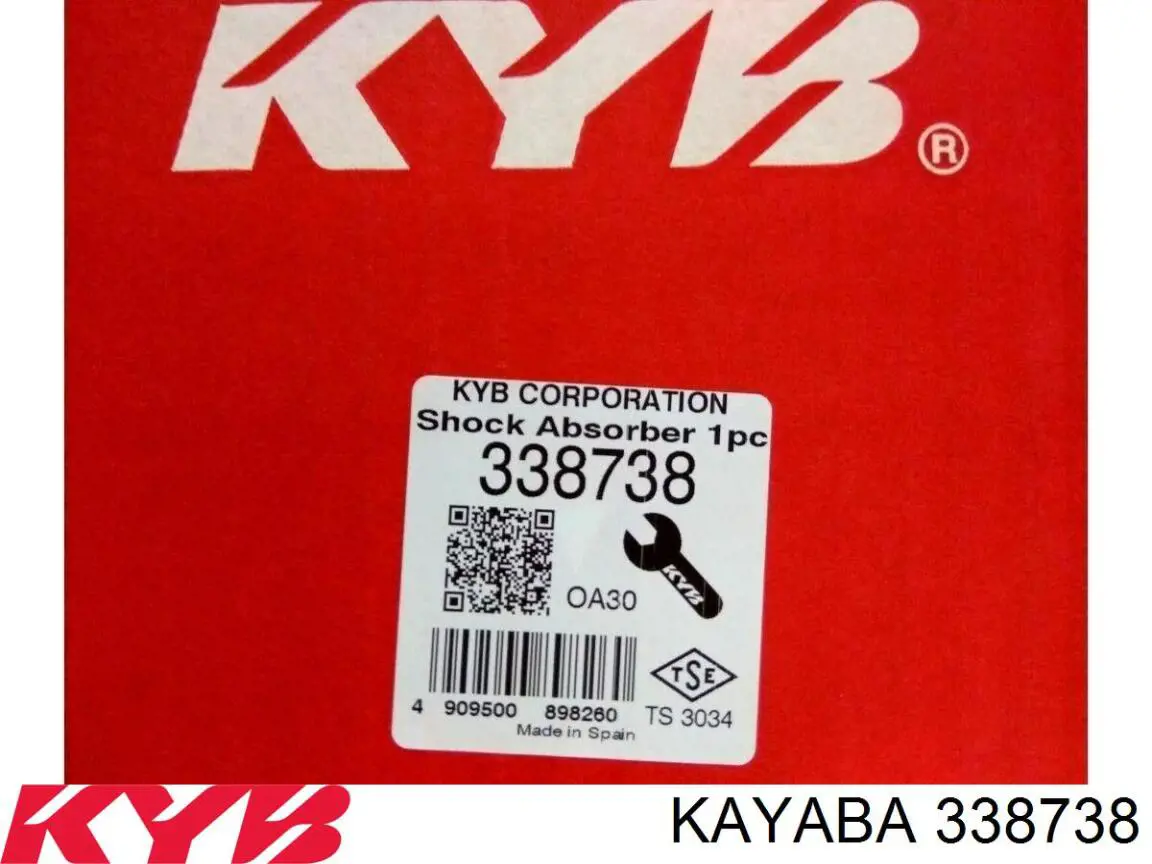 KYB®
KYB CORPORATION
Shock Absorber 1pc
338738
KYB
OA30
TSE
4 909500 898260
TS 3034
Made in Spain
KYB
KAYABA 338738